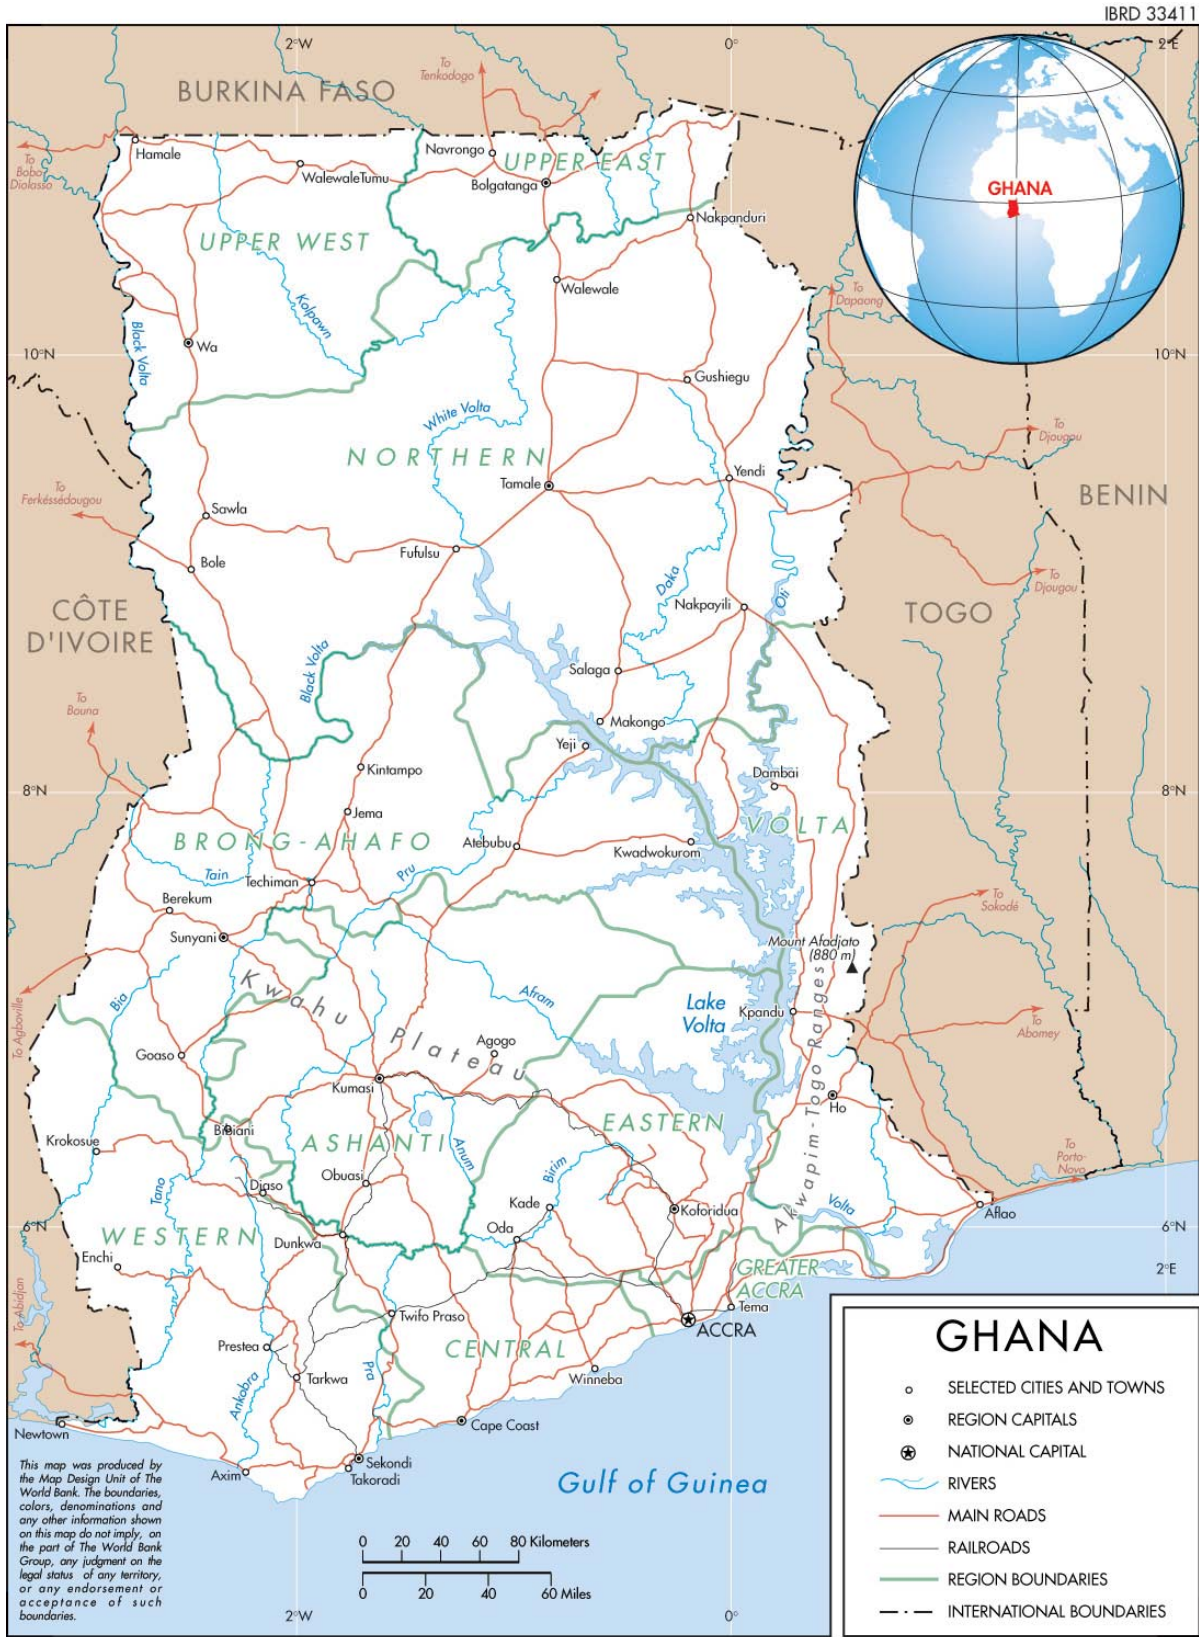 IBRD 33411
2°W
0°
2°E
To
Tenkodogo
BURKINA FASO
To
Bobo-
Diolasso
Hamale
WalewaleTumu
Navrongo
UPPER EAST
Bolgatanga
Nakpanduri
GHANA
UPPER WEST
Walewale
To
Dapaong
Kolpawn
Black Volta
Wa
10°N
10°N
Gushiegu
White Volta
To
Djougou
NORTHERN
Tamale
Yendi
BENIN
To
Ferkéssédougou
Sawla
Fufulsu
Bole
Daka
Oti
To
Djougou
Nakpayili
CÔTE
D'IVOIRE
TOGO
Black Volta
Salaga
To
Bouna
Makongo
Yeji
Kintampo
Dambai
8°N
8°N
Jema
VOLTA
BRONG-AHAFO
Atebubu
Kwadwokurom
Tain
Techiman
Pru
Berekum
To
Sokodé
Sunyani
Mount Afadjato
(880 m)
Kwahu Plateau
Bia
Afram
Lake
Volta
Kpandu
To Agboville
To
Abomey
Agogo
Goaso
Kumasi
Akwapim-Togo Ranges
Ho
EASTERN
Bibiani
ASHANTI
Krokosue
Anum
To
Porto-
Novo
Obuasi
Birim
Tano
Diaso
Kade
Koforidua
Volta
Aflao
6°N
6°N
WESTERN
Oda
Dunkwa
Enchi
GREATER
ACCRA
2°E
To Abidjan
Tema
Twifo Praso
ACCRA
Prestea
CENTRAL
Pra
Winneba
Tarkwa
Ankobra
Cape Coast
Newtown
Sekondi
Takoradi
Axim
Gulf of Guinea
This map was produced by
the Map Design Unit of The
World Bank. The boundaries,
colors, denominations and
any other information shown
on this map do not imply, on
the part of The World Bank
Group, any judgment on the
legal status of any territory,
or any endorsement or
acceptance of such
boundaries.
0 20 40 60 80 Kilometers
0 20 40 60 Miles
2°W
0°
GHANA
SELECTED CITIES AND TOWNS
REGION CAPITALS
NATIONAL CAPITAL
RIVERS
MAIN ROADS
RAILROADS
REGION BOUNDARIES
INTERNATIONAL BOUNDARIES